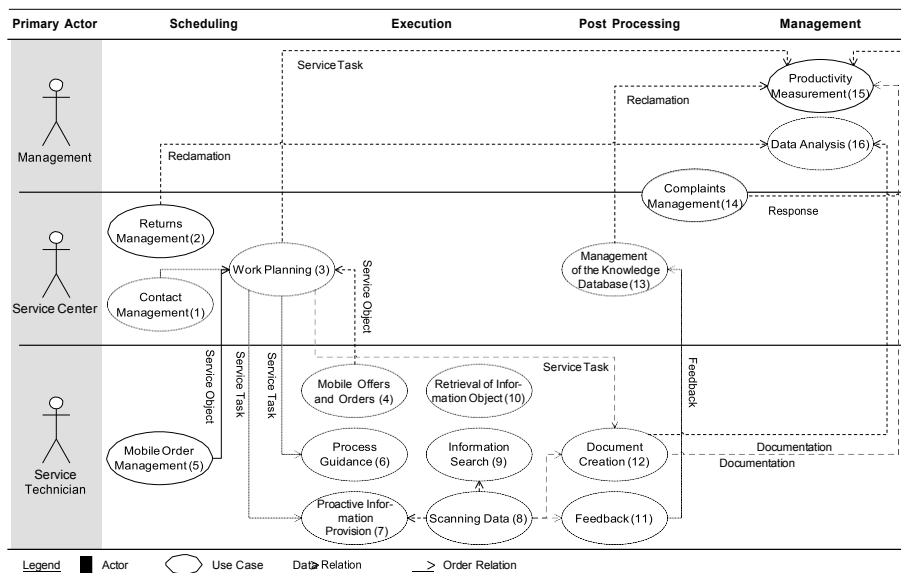 Primary Actor
Scheduling
Execution
Post Processing
Management
Service Task
Productivity
Measurement (15)
Reclamation
Management
Reclamation
Data Analysis (16)
Complaints
Management (14)
Response
Returns
Management (2)
Work Planning (3)
Service Object
Management
of the Knowledge
Database (13)
Service Center
Contact
Management (1)
Service Object
Service Task
Service Task
Service Task
Feedback
Mobile Offers
and Orders (4)
Retrieval of Infor-
mation Object (10)
Service
Technician
Mobile Order
Management (5)
Process
Guidance (6)
Information
Search (9)
Document
Creation (12)
Documentation
Documentation
Proactive Infor-
mation
Provision (7)
Scanning Data (8)
Feedback (11)
Legend
Actor
Use Case
Data Relation
Order Relation